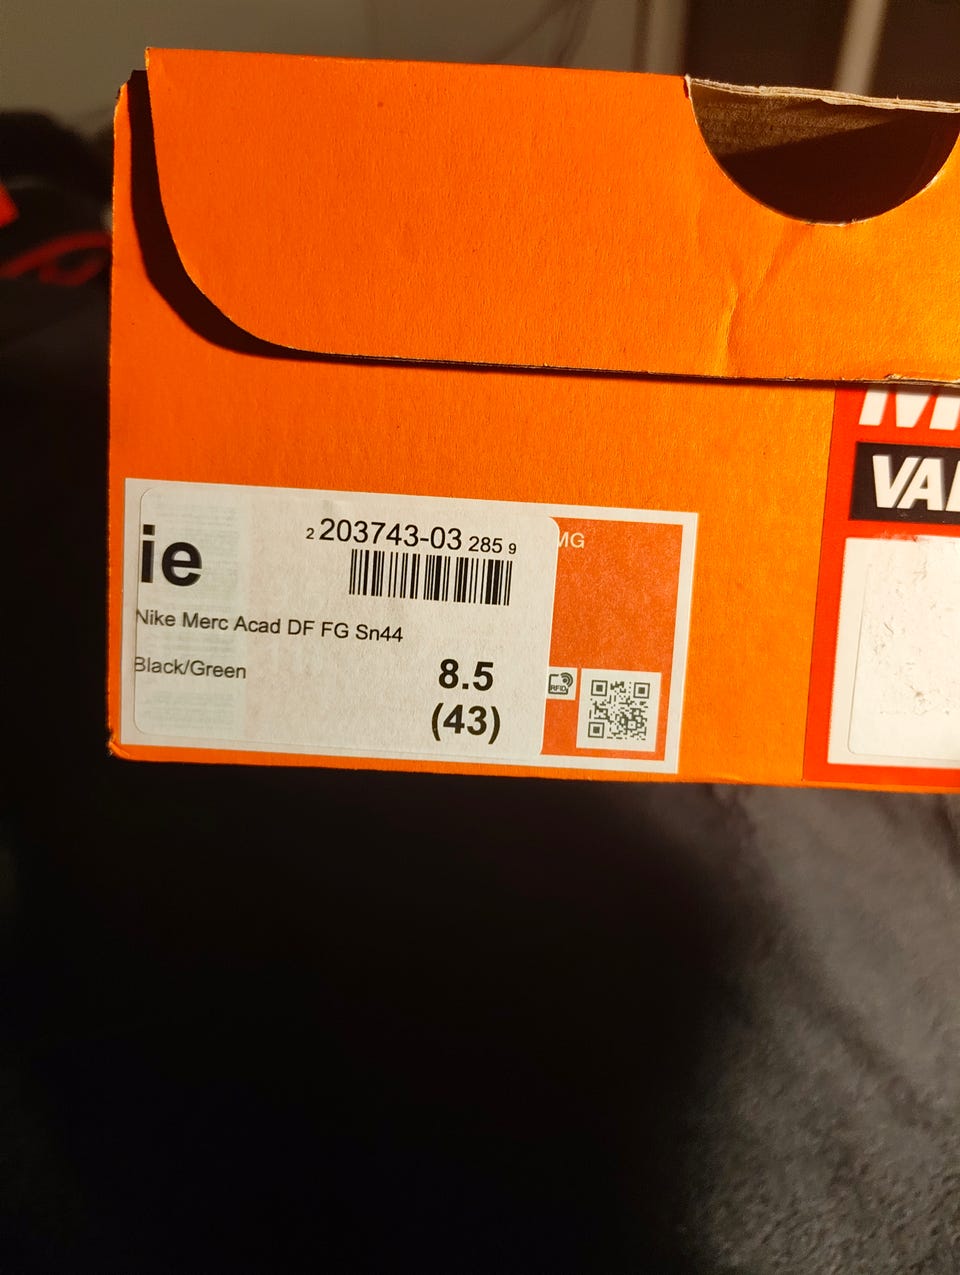 VA
ie
2 203743-03 285 9
MG
Nike Merc Acad DF FG Sn44
Black/Green
8.5
(43)
RFID